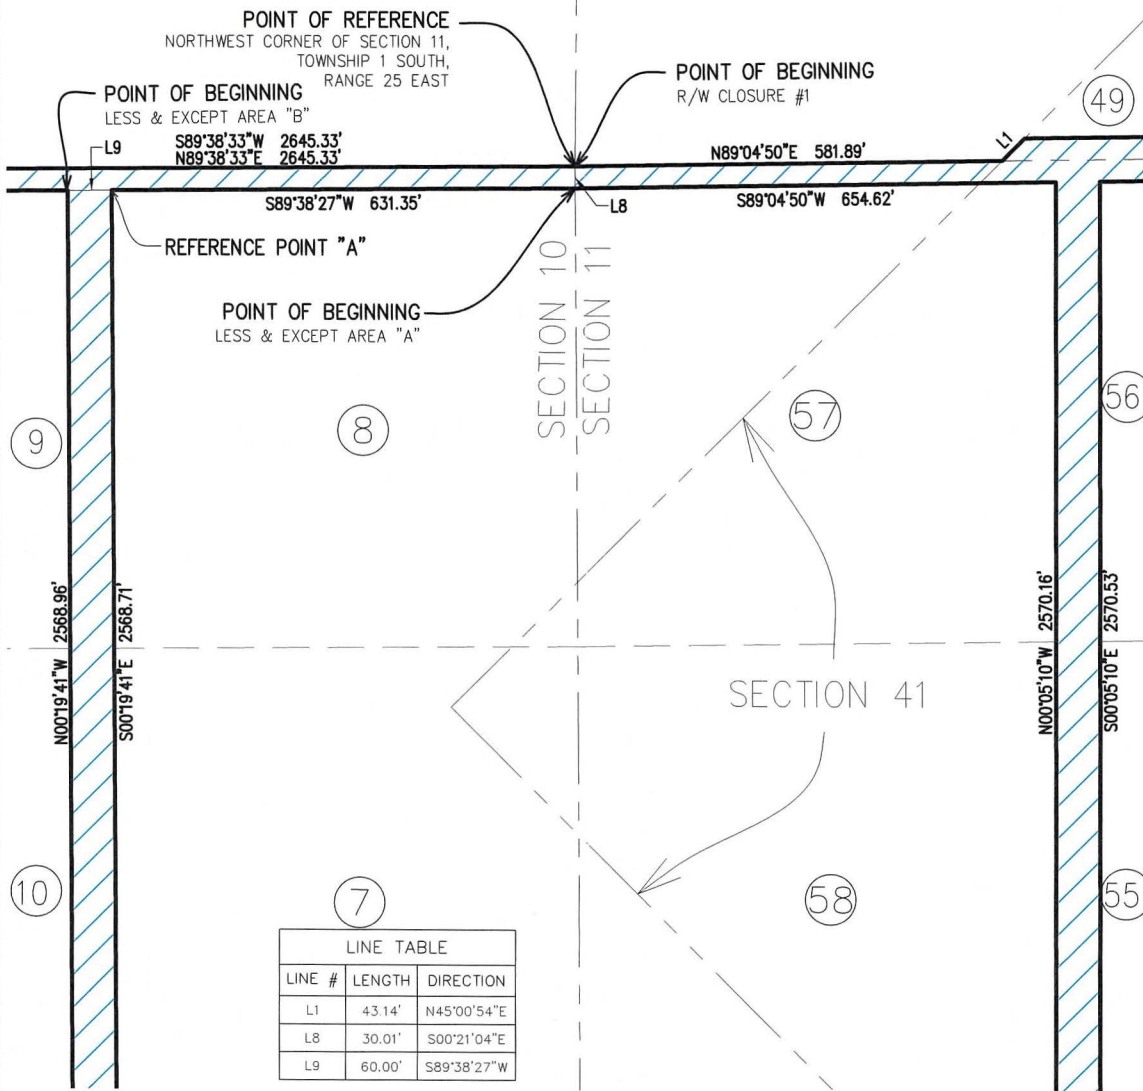 POINT OF REFERENCE
NORTHWEST CORNER OF SECTION 11,
TOWNSHIP 1 SOUTH,
RANGE 25 EAST
POINT OF BEGINNING
R/W CLOSURE #1
POINT OF BEGINNING
LESS & EXCEPT AREA "B"
49
L1
L9
S89°38'33"W 2645.33'
N89°38'33"E 2645.33'
N89°04'50"E 581.89'
S89°38'27"W 631.35'
L8
S89°04'50"W 654.62'
REFERENCE POINT "A"
POINT OF BEGINNING
LESS & EXCEPT AREA "A"
SECTION 10
SECTION 11
56
57
8
9
N00°19'41"W 2568.96'
S00°19'41"E 2568.71'
N00°05'10"W 2570.16'
S00°05'10"E 2570.53'
SECTION 41
10
7
58
55
LINE TABLE
LINE # LENGTH DIRECTION
L1 43.14' N45°00'54"E
L8 30.01' S00°21'04"E
L9 60.00' S89°38'27"W